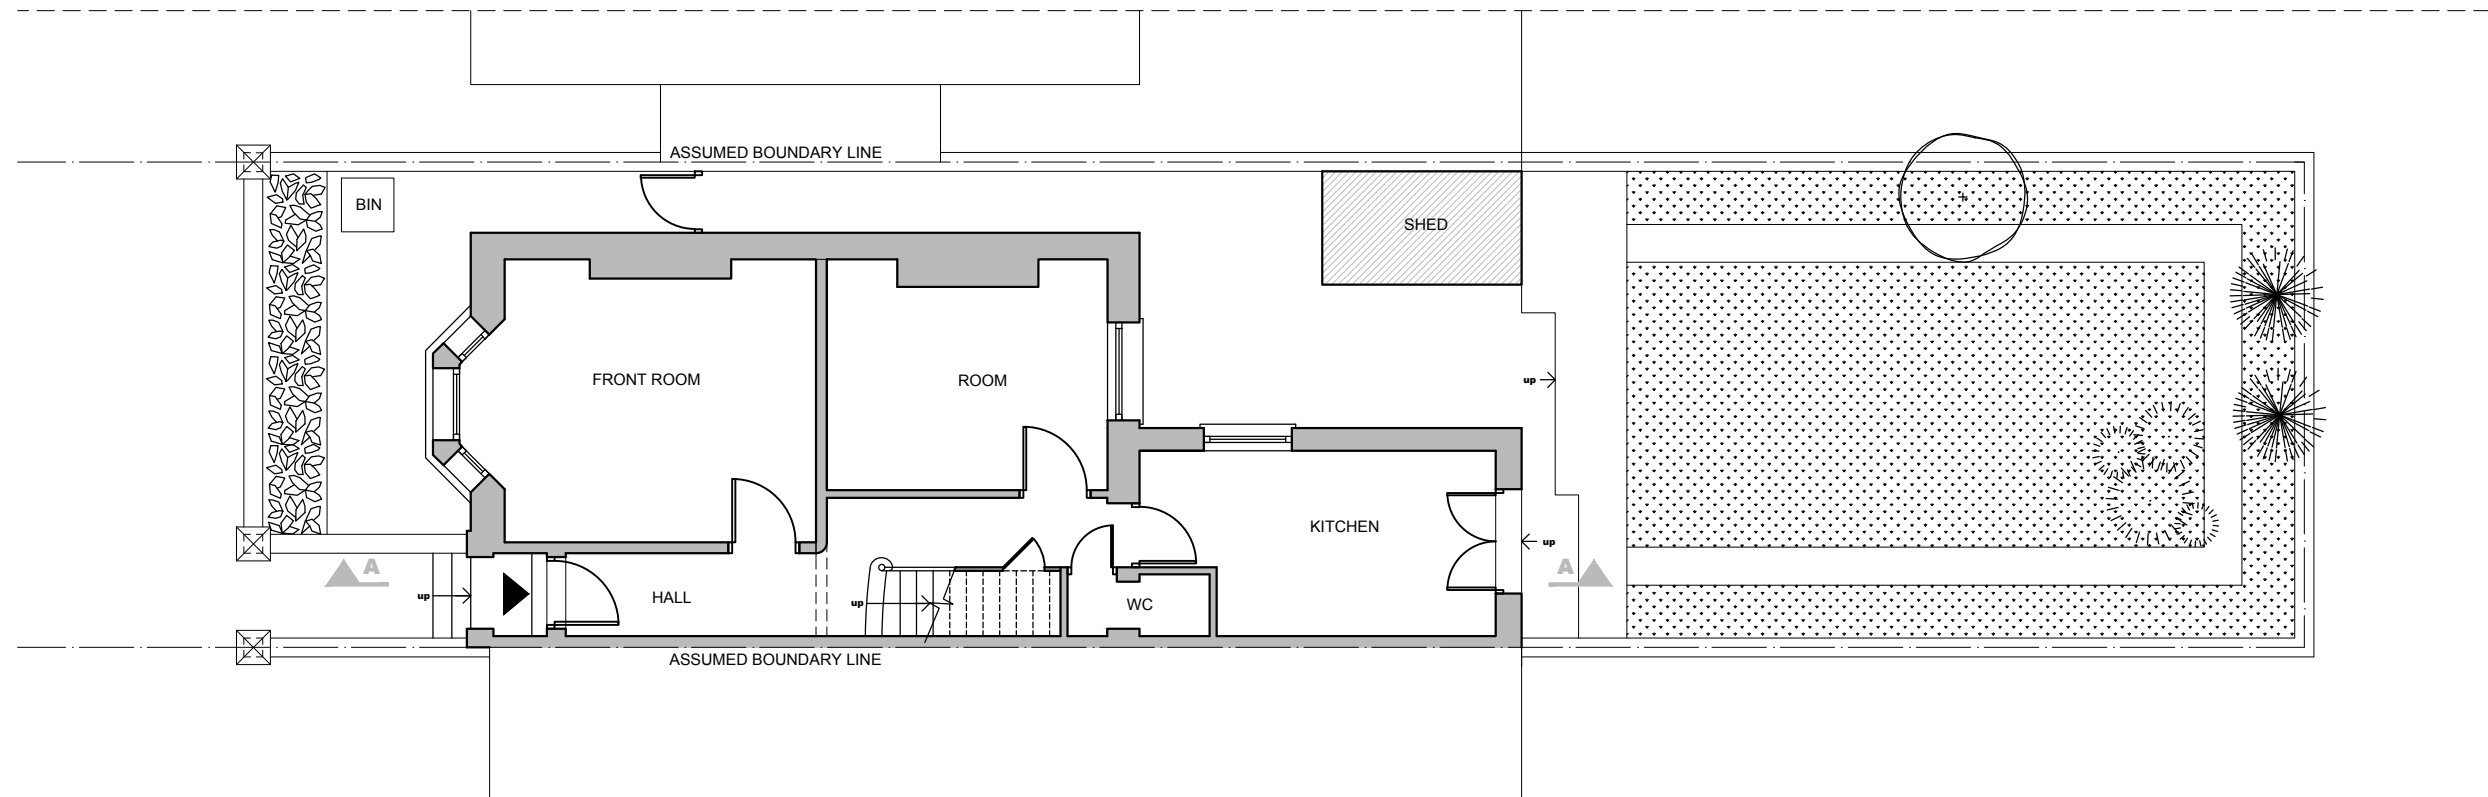 ASSUMED BOUNDARY LINE
BIN
SHED
FRONT ROOM
ROOM
up
KITCHEN
up
A
A
up
HALL
up
WC
ASSUMED BOUNDARY LINE